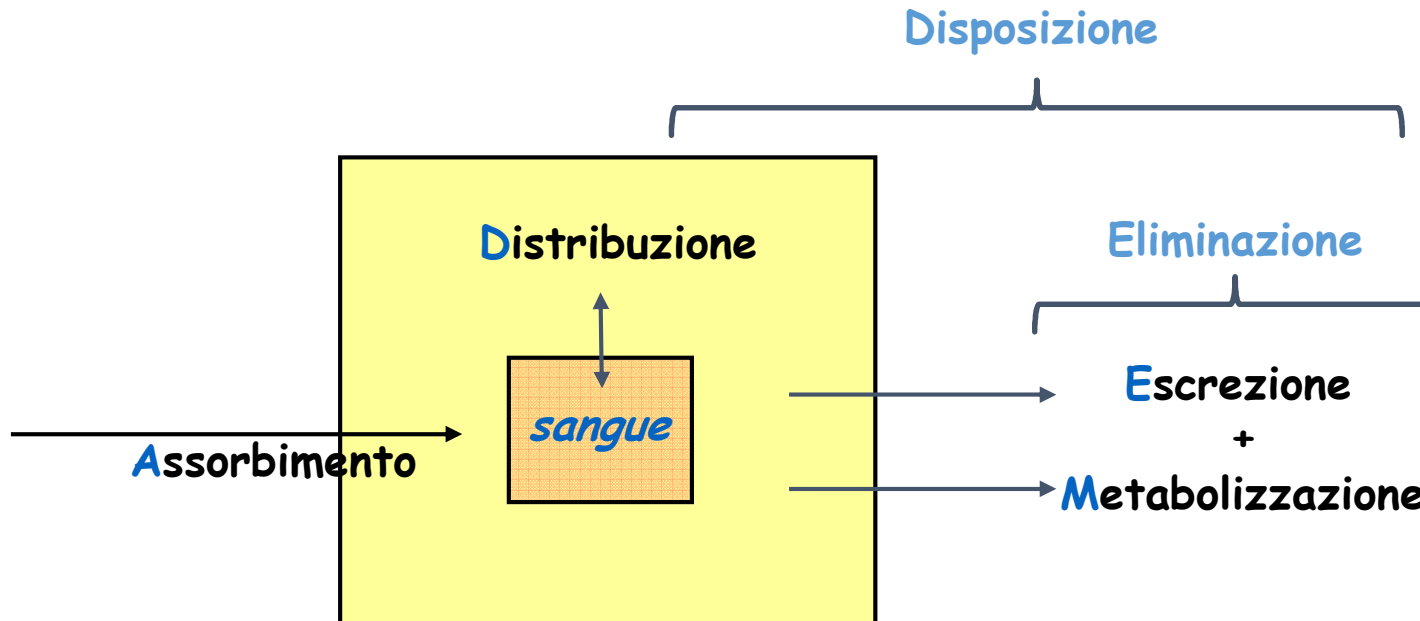 Disposizione
Distribuzione
Eliminazione
sangue
Assorbimento
Escrezione
+
Metabolizzazione